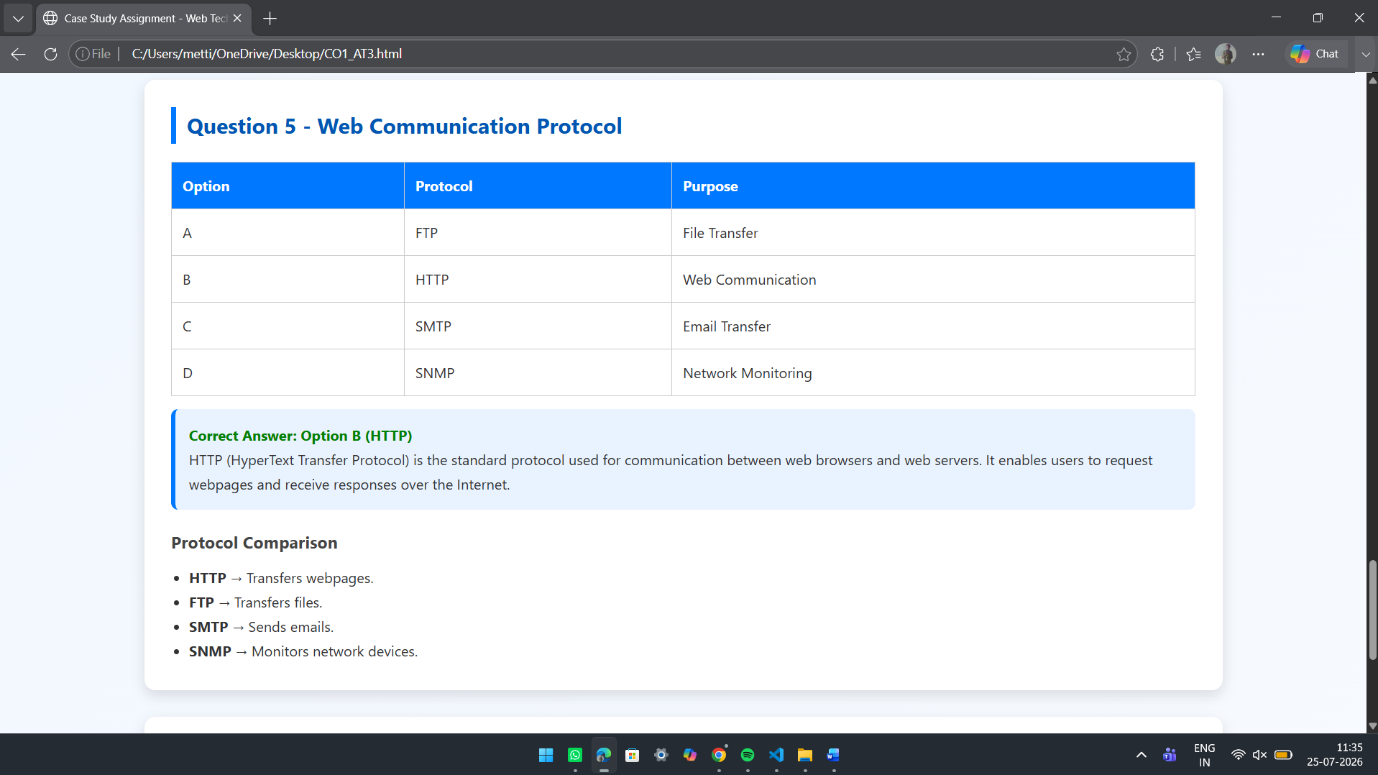 Case Study Assignment - Web Tec
File
C:/Users/metti/OneDrive/Desktop/CO1_AT3.html
Chat
Question 5 - Web Communication Protocol
Option Protocol Purpose
A FTP File Transfer
B HTTP Web Communication
C SMTP Email Transfer
D SNMP Network Monitoring
Correct Answer: Option B (HTTP)
HTTP (HyperText Transfer Protocol) is the standard protocol used for communication between web browsers and web servers. It enables users to request
webpages and receive responses over the Internet.
Protocol Comparison
• HTTP → Transfers webpages.
• FTP → Transfers files.
• SMTP → Sends emails.
• SNMP → Monitors network devices.
ENG
IN
11:35
25-07-2026